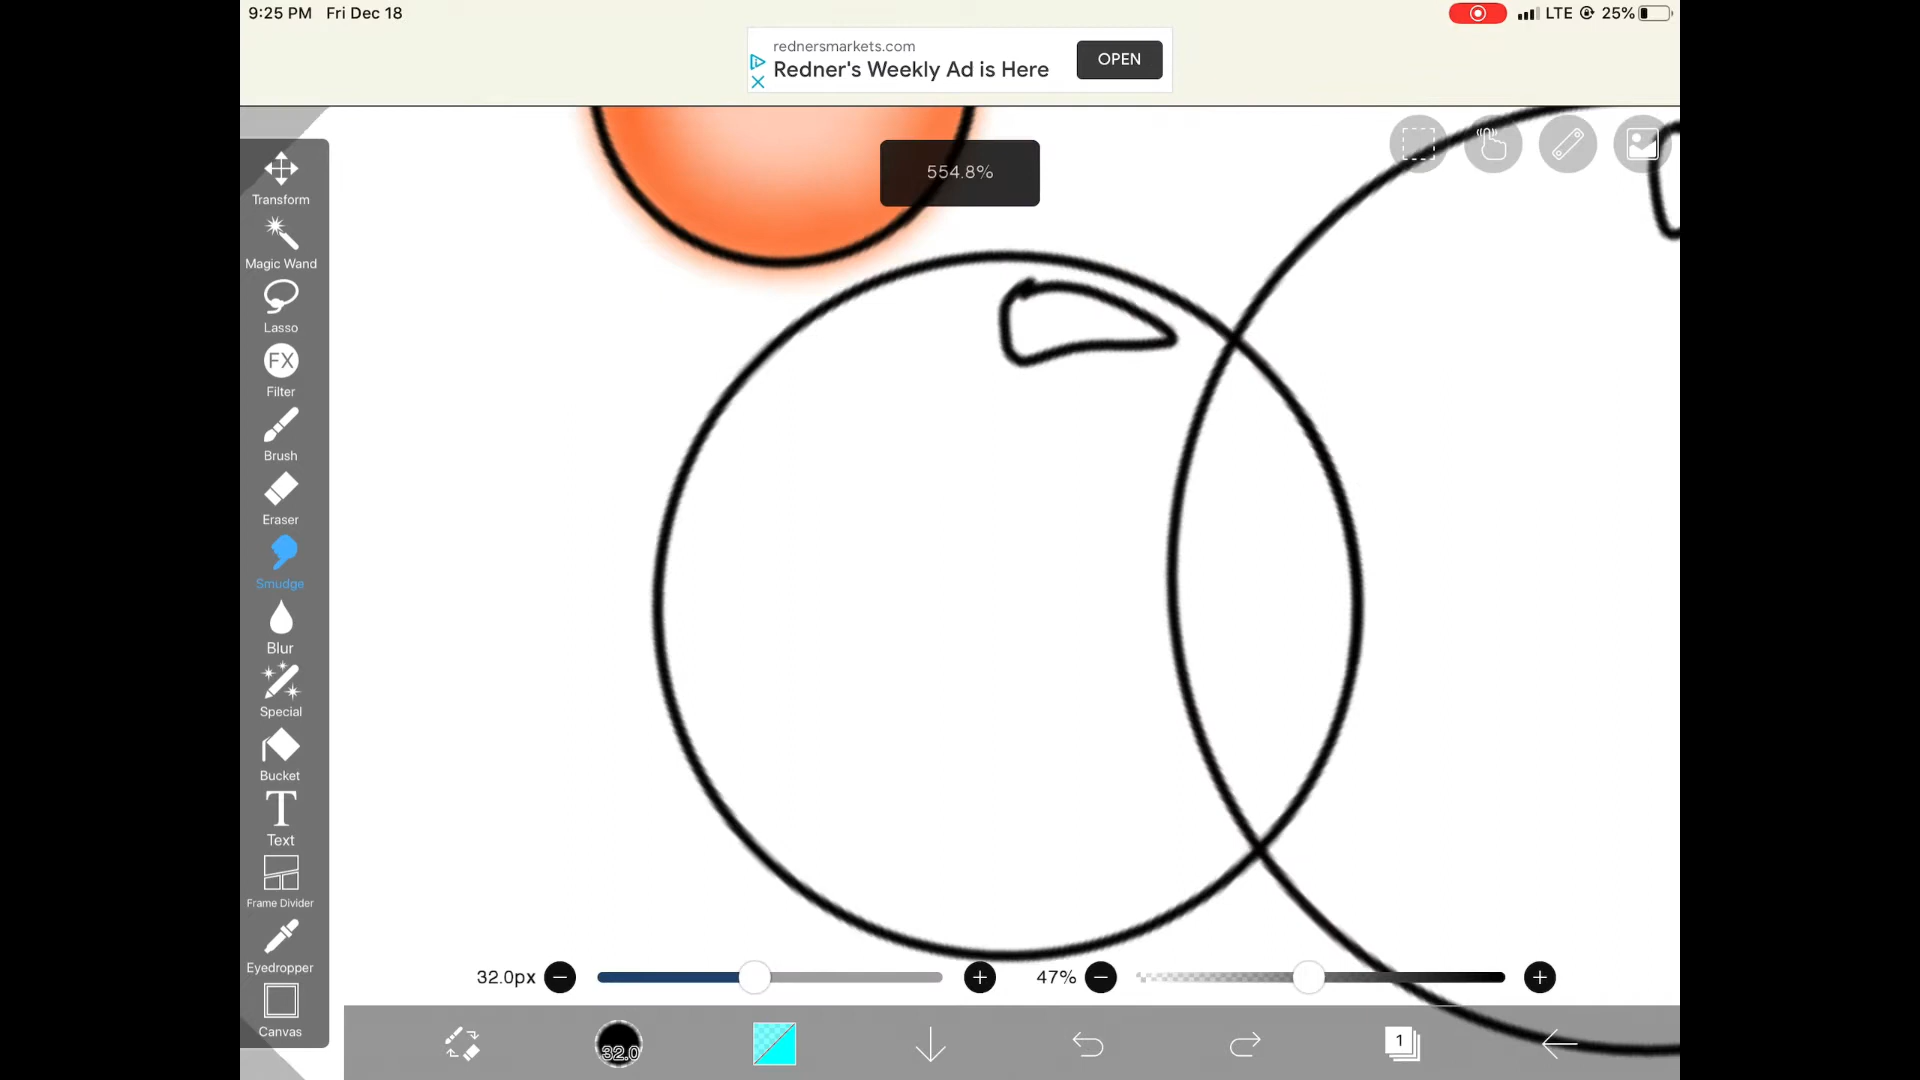 9:25 PM Fri Dec 18
LTE 25%
rednersmarkets.com
Redner's Weekly Ad is Here
OPEN
554.8%
Transform
Magic Wand
Lasso
FX
Filter
Brush
Eraser
Smudge
Blur
Special
Bucket
T
Text
Frame Divider
Eyedropper
Canvas
32.0px
47%
32.0
1